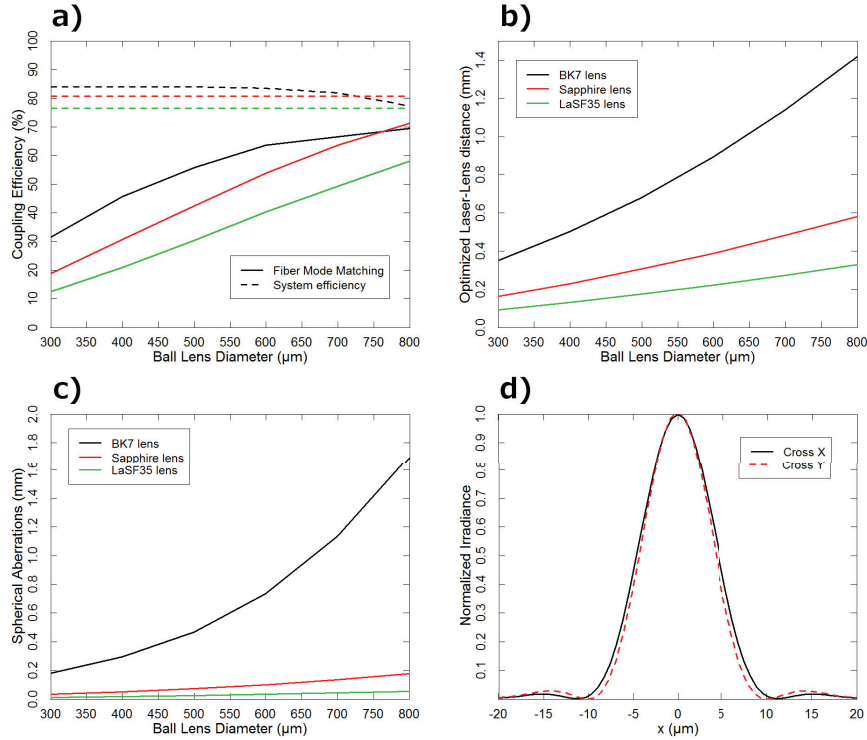 a)
100
90
80
70
60
50
40
30
20
10
0
Coupling Efficiency (%)
Fiber Mode Matching
System efficiency
300 350 400 450 500 550 600 650 700 750 800
Ball Lens Diameter (µm)
b)
1.4
1.2
1.0
0.8
0.6
0.4
0.2
0.0
Optimized Laser-Lens distance (mm)
BK7 lens
Sapphire lens
LaSF35 lens
300 350 400 450 500 550 600 650 700 750 800
Ball Lens Diameter (µm)
c)
2.0
1.8
1.6
1.4
1.2
1.0
0.8
0.6
0.4
0.2
0.0
Spherical Aberrations (mm)
BK7 lens
Sapphire lens
LaSF35 lens
300 350 400 450 500 550 600 650 700 750 800
Ball Lens Diameter (µm)
d)
1.0
0.9
0.8
0.7
0.6
0.5
0.4
0.3
0.2
0.1
Normalized Irradiance
Cross X
Cross Y
-20 -15 -10 -5 0 5 10 15 20
x (µm)